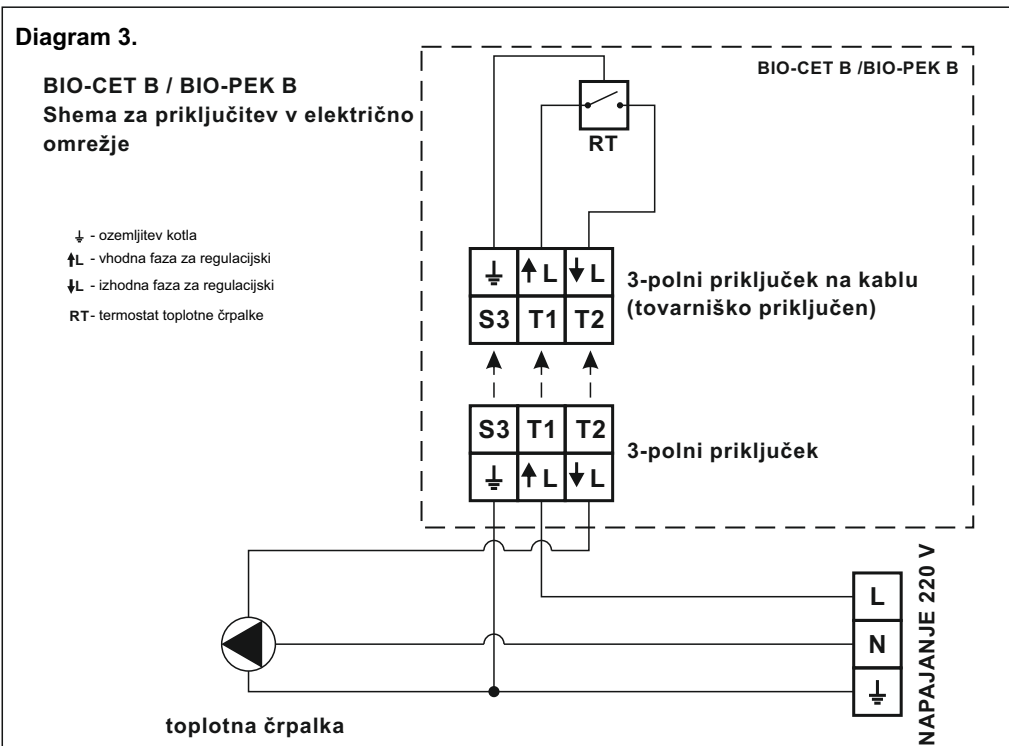 Diagram 3.
BIO-CET B / BIO-PEK B
Shema za priključitev v električno
omrežje
⏚ - ozemljitev kotla
↑L - vhodna faza za regulacijski
↓L - izhodna faza za regulacijski
RT - termostat toplotne črpalke
BIO-CET B /BIO-PEK B
RT
⏚ ↑L ↓L
S3 T1 T2
3-polni priključek na kablu
(tovarniško priključen)
S3 T1 T2
⏚ ↑L ↓L
3-polni priključek
L
N
⏚
NAPAJANJE 220 V
toplotna črpalka